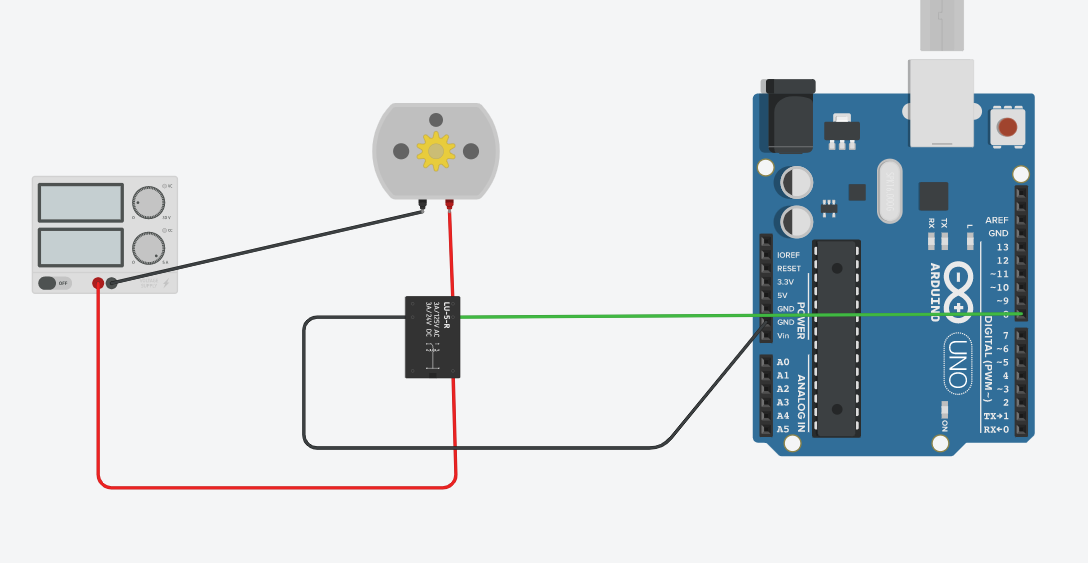 OFF
LU-5-R
3A/125V AC
3A/24V DC
IOREF
RESET
3.3V
5V
GND
GND
Vin
POWER
A0
A1
A2
A3
A4
A5
ANALOG IN
RX
TX
L
ARDUINO
UNO
ON
AREF
GND
13
12
~11
~10
~9
8
7
~6
~5
4
~3
2
TX→1
RX←0
DIGITAL (PWM~)